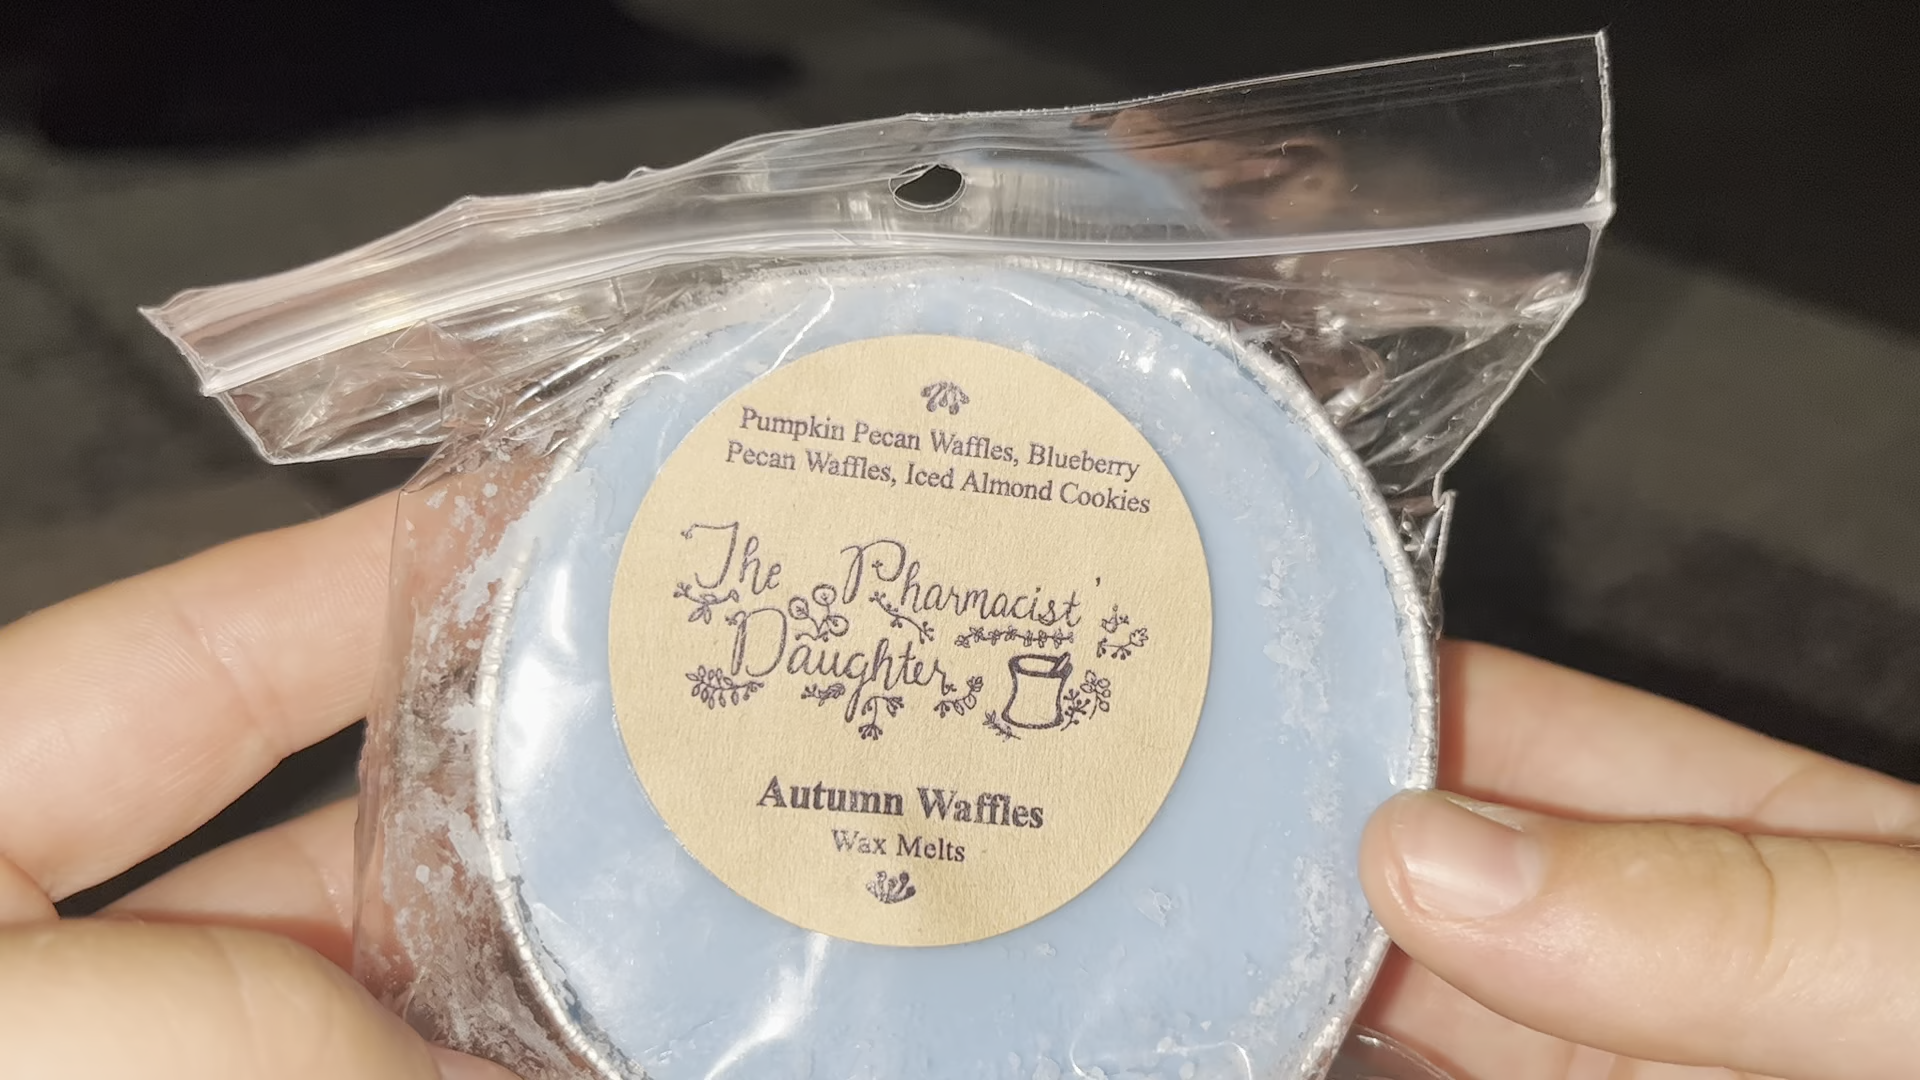 Pumpkin Pecan Waffles, Blueberry
Pecan Waffles, Iced Almond Cookies
The Pharmacist's
Daughter
Autumn Waffles
Wax Melts